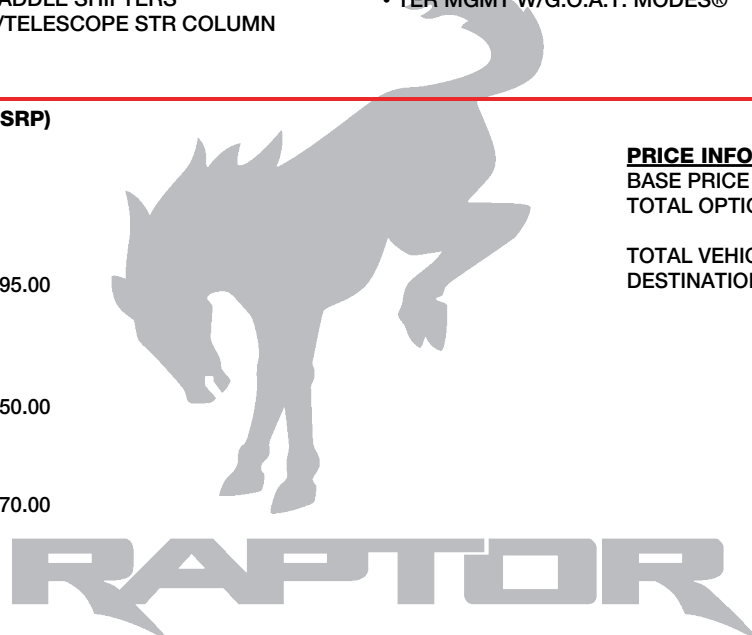 ADDLE SHIFTERS
/TELESCOPE STR COLUMN
• TER MGMT W/G.O.A.T. MODES®
SRP)
95.00
50.00
70.00
PRICE INFO
BASE PRICE
TOTAL OPTIO
TOTAL VEHIC
DESTINATION
RAPTOR